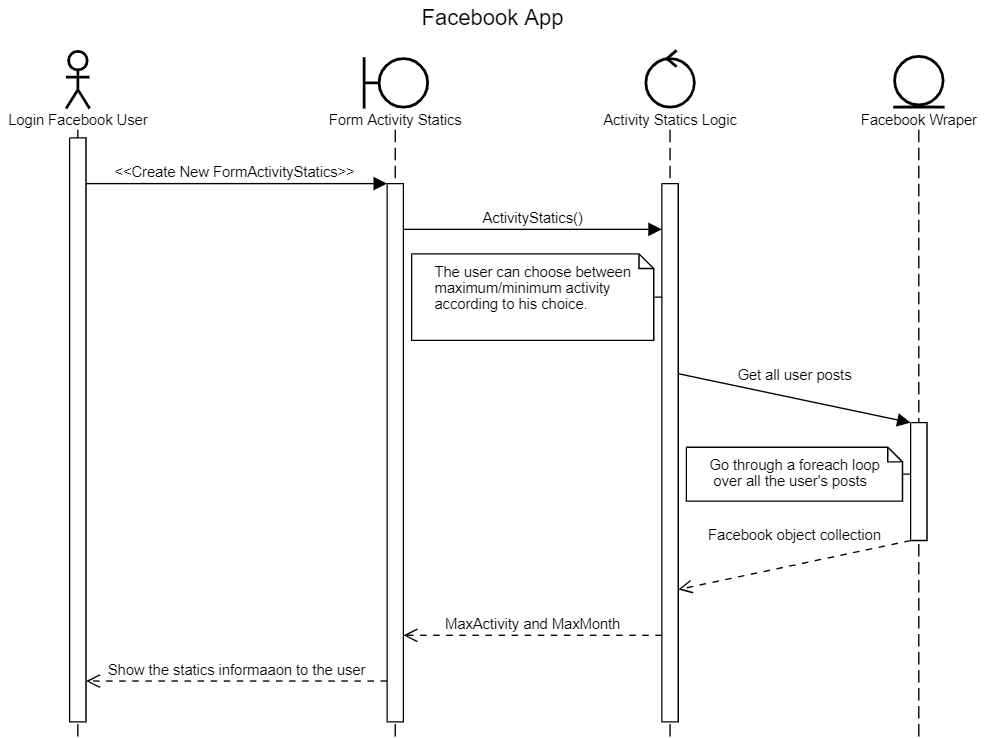 Facebook App
Login Facebook User
Form Activity Statics
Activity Statics Logic
Facebook Wraper
<<Create New FormActivityStatics>>
ActivityStatics()
The user can choose between
maximum/minimum activity
according to his choice.
Get all user posts
Go through a foreach loop
over all the user's posts
Facebook object collection
MaxActivity and MaxMonth
Show the statics informaaon to the user